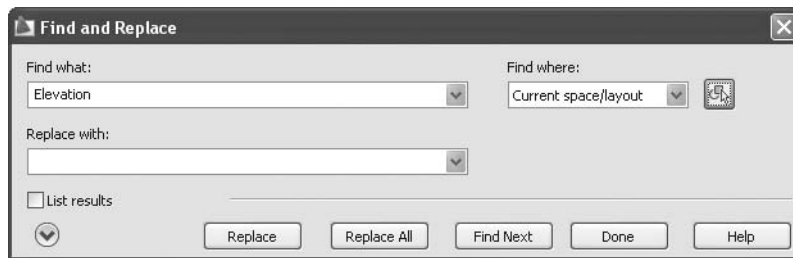 Find and Replace
Find what:
Find where:
Elevation
Current space/layout
Replace with:
List results
Replace
Replace All
Find Next
Done
Help